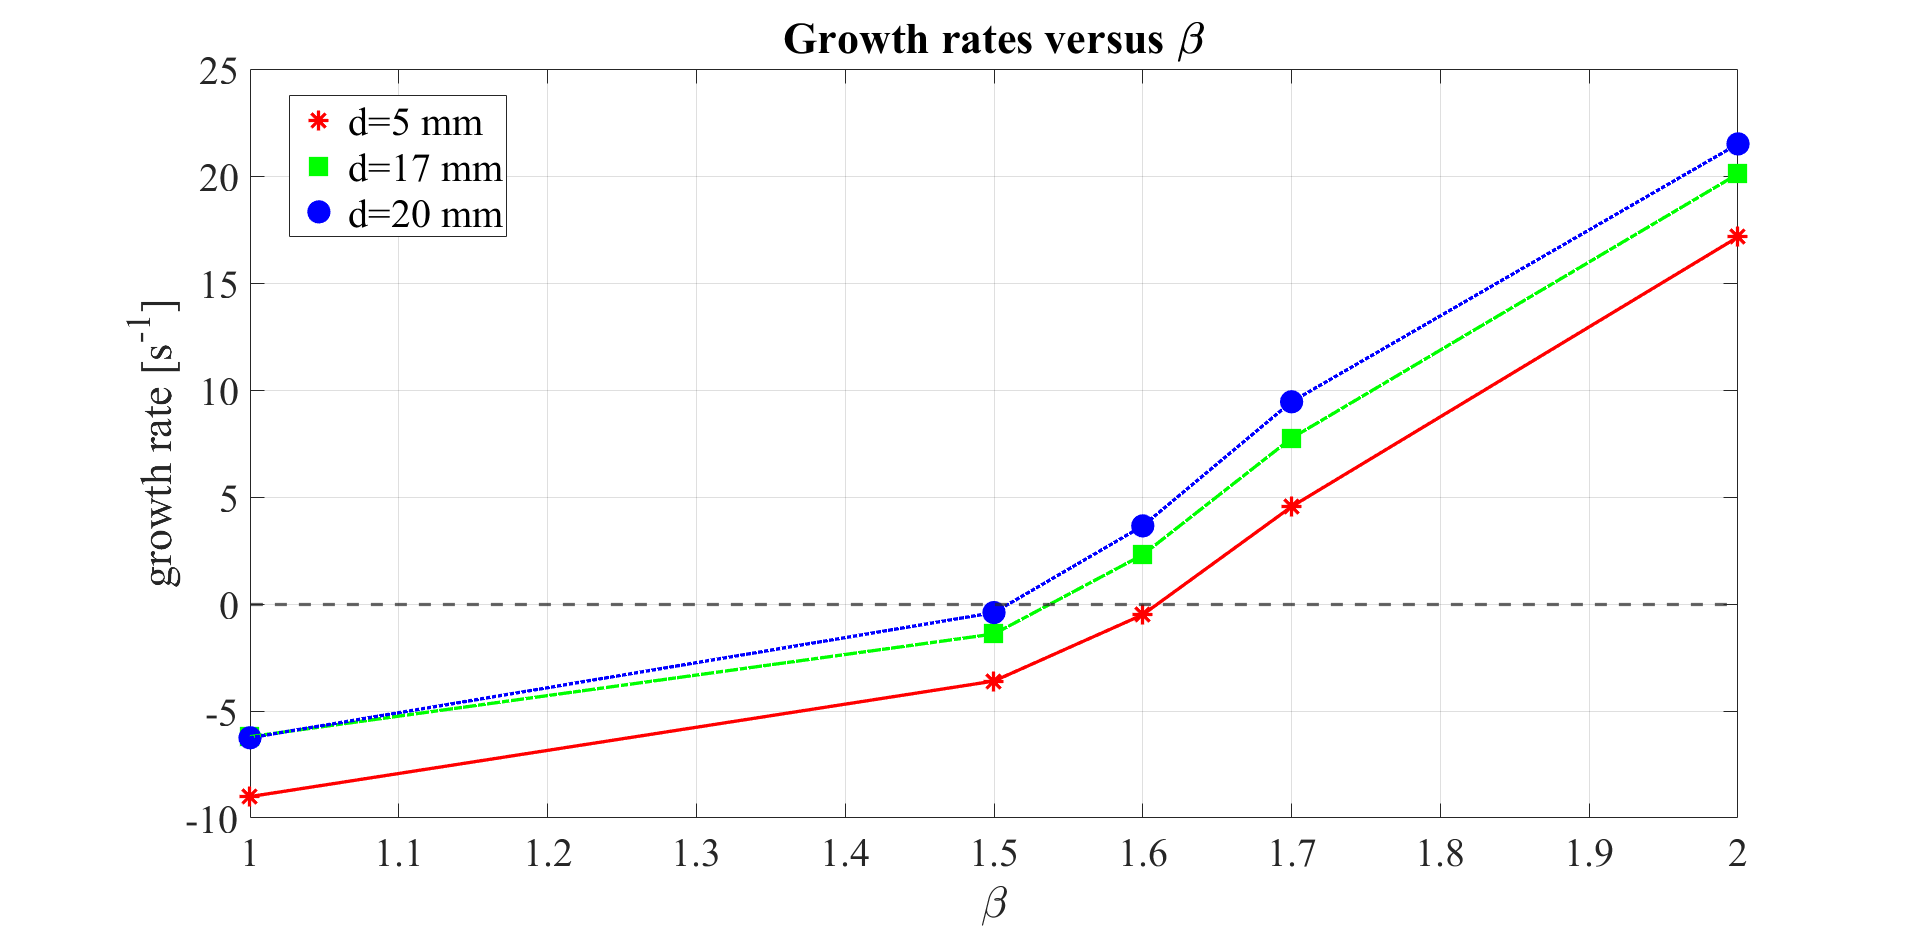 Growth rates versus β
25
20
15
10
5
0
-5
-10
growth rate [s⁻¹]
d=5 mm
d=17 mm
d=20 mm
1 1.1 1.2 1.3 1.4 1.5 1.6 1.7 1.8 1.9 2
β